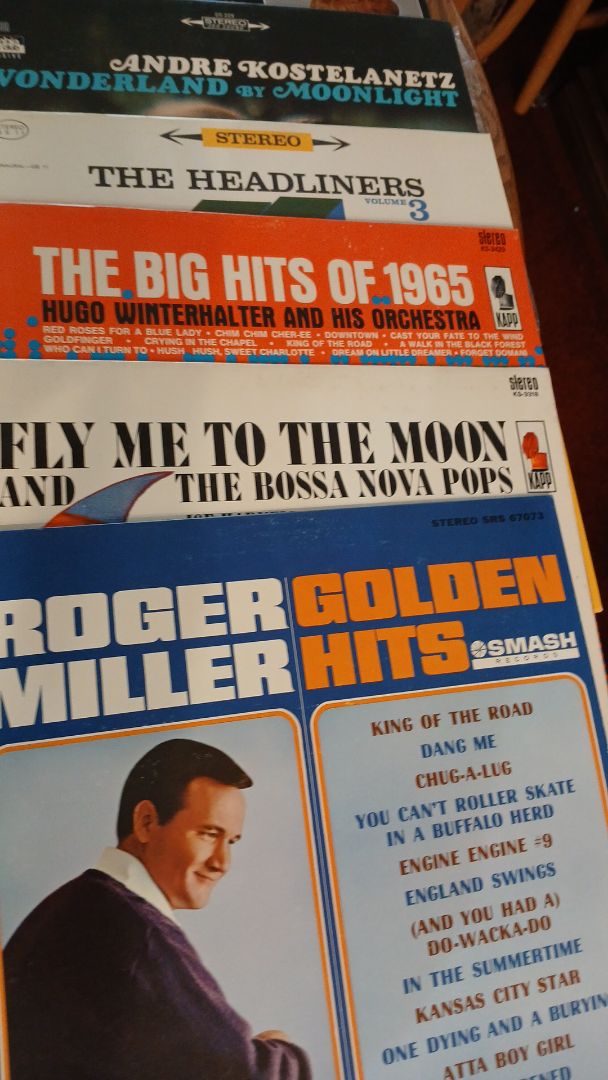 STEREO
ANDRE KOSTELANETZ
WONDERLAND BY MOONLIGHT
STEREO
THE HEADLINERS
VOLUME 3
stereo
KS-3429
THE BIG HITS OF 1965
HUGO WINTERHALTER AND HIS ORCHESTRA
KAPP
RED ROSES FOR A BLUE LADY • CHIM CHIM CHER-EE • DOWNTOWN • CAST YOUR FATE TO THE WIND
GOLDFINGER • CRYING IN THE CHAPEL • KING OF THE ROAD • A WALK IN THE BLACK FOREST
WHO CAN I TURN TO • HUSH HUSH, SWEET CHARLOTTE • DREAM ON LITTLE DREAMER • FORGET DOMANI
stereo
KS-3318
FLY ME TO THE MOON
AND THE BOSSA NOVA POPS
KAPP
STEREO SRS 67073
ROGER MILLER
GOLDEN HITS
SMASH
RECORDS
KING OF THE ROAD
DANG ME
CHUG-A-LUG
YOU CAN'T ROLLER SKATE
IN A BUFFALO HERD
ENGINE ENGINE #9
ENGLAND SWINGS
(AND YOU HAD A)
DO-WACKA-DO
IN THE SUMMERTIME
KANSAS CITY STAR
ONE DYING AND A BURYIN
ATTA BOY GIRL